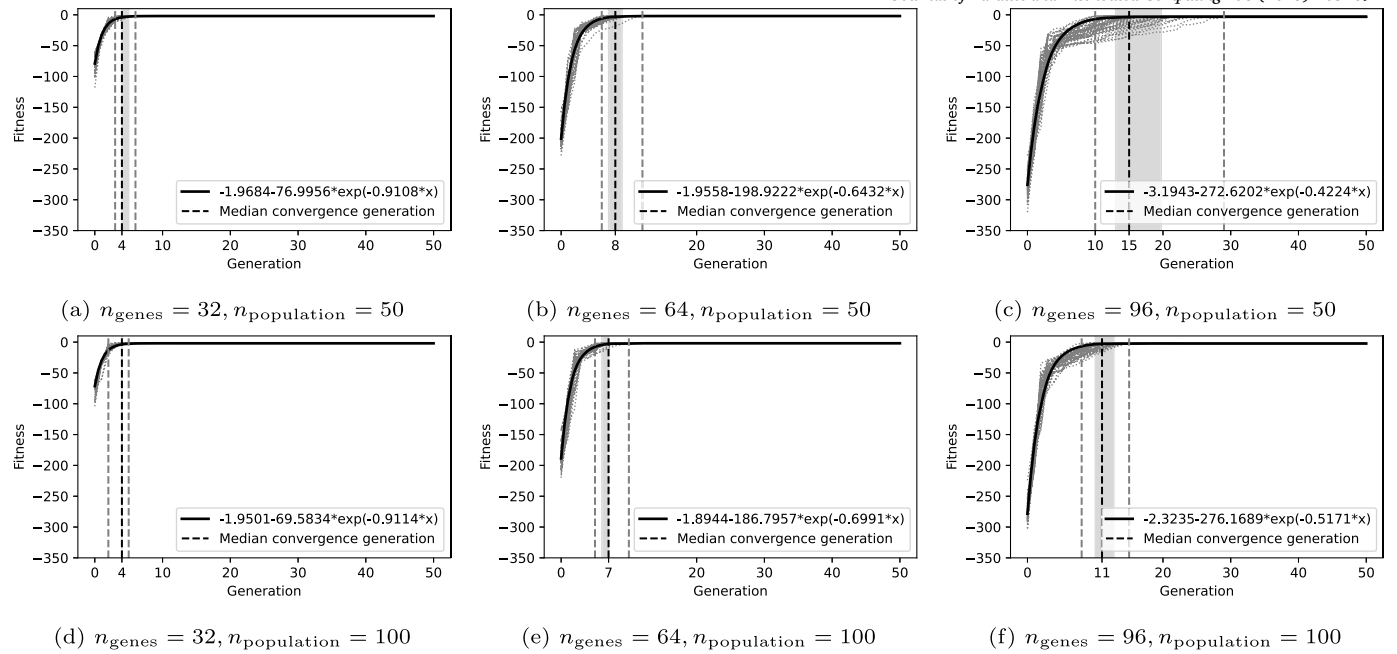 0
−50
−100
−150
−200
−250
−300
−350
Fitness
-1.9684-76.9956*exp(-0.9108*x)
Median convergence generation
0 4 10 20 30 40 50
Generation
(a) n_genes = 32, n_population = 50
0
−50
−100
−150
−200
−250
−300
−350
Fitness
-1.9558-198.9222*exp(-0.6432*x)
Median convergence generation
0 8 20 30 40 50
Generation
(b) n_genes = 64, n_population = 50
0
−50
−100
−150
−200
−250
−300
−350
Fitness
-3.1943-272.6202*exp(-0.4224*x)
Median convergence generation
0 10 15 20 30 40 50
Generation
(c) n_genes = 96, n_population = 50
0
−50
−100
−150
−200
−250
−300
−350
Fitness
-1.9501-69.5834*exp(-0.9114*x)
Median convergence generation
0 4 10 20 30 40 50
Generation
(d) n_genes = 32, n_population = 100
0
−50
−100
−150
−200
−250
−300
−350
Fitness
-1.8944-186.7957*exp(-0.6991*x)
Median convergence generation
0 7 20 30 40 50
Generation
(e) n_genes = 64, n_population = 100
0
−50
−100
−150
−200
−250
−300
−350
Fitness
-2.3235-276.1689*exp(-0.5171*x)
Median convergence generation
0 11 20 30 40 50
Generation
(f) n_genes = 96, n_population = 100